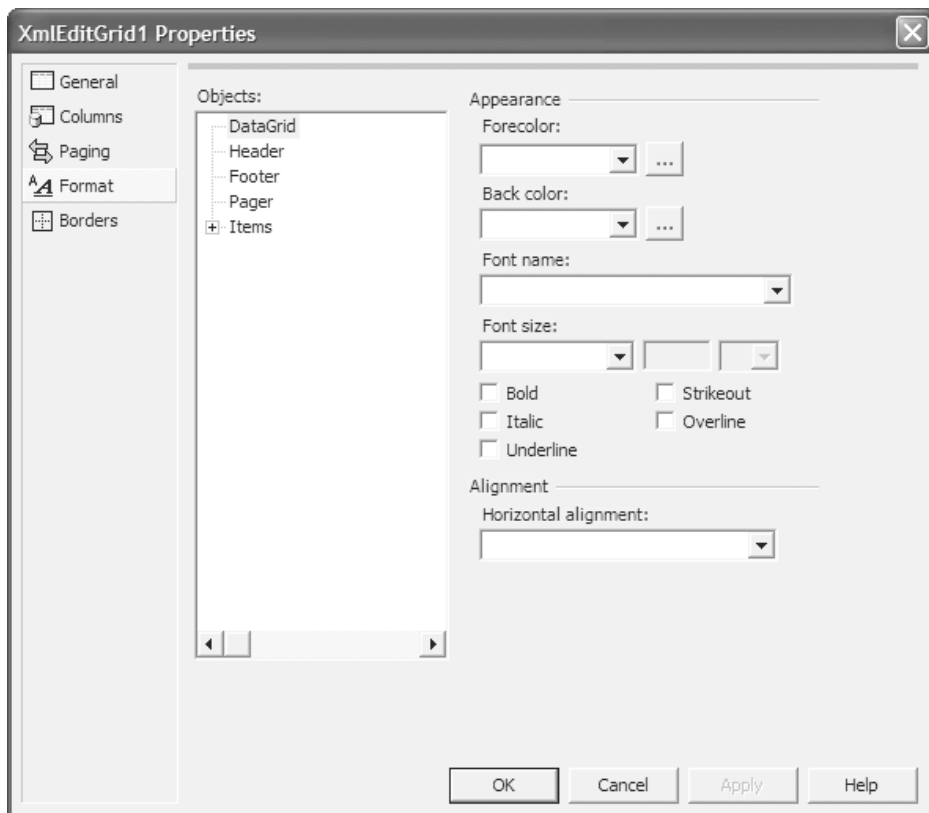 XmlEditGrid1 Properties
General
Columns
Paging
Format
Borders
Objects:
DataGrid
Header
Footer
Pager
Items
Appearance
Forecolor:
...
Back color:
...
Font name:
Font size:
Bold
Strikeout
Italic
Overline
Underline
Alignment
Horizontal alignment:
OK
Cancel
Apply
Help